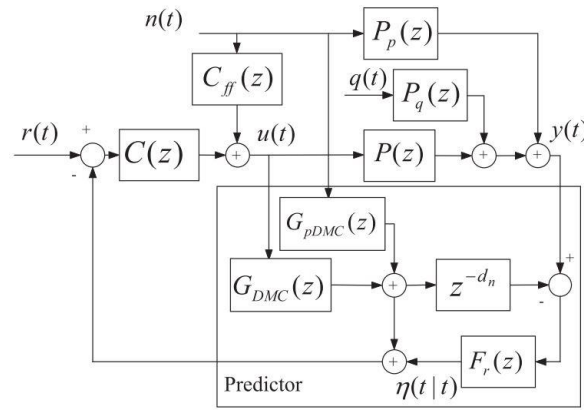 n(t)
P_p(z)
C_ff(z)
q(t)
P_q(z)
r(t)
+
C(z)
+
u(t)
P(z)
+
+
y(t)
-
G_pDMC(z)
+
G_DMC(z)
+
z^{-d_n}
-
+
η(t | t)
F_r(z)
Predictor